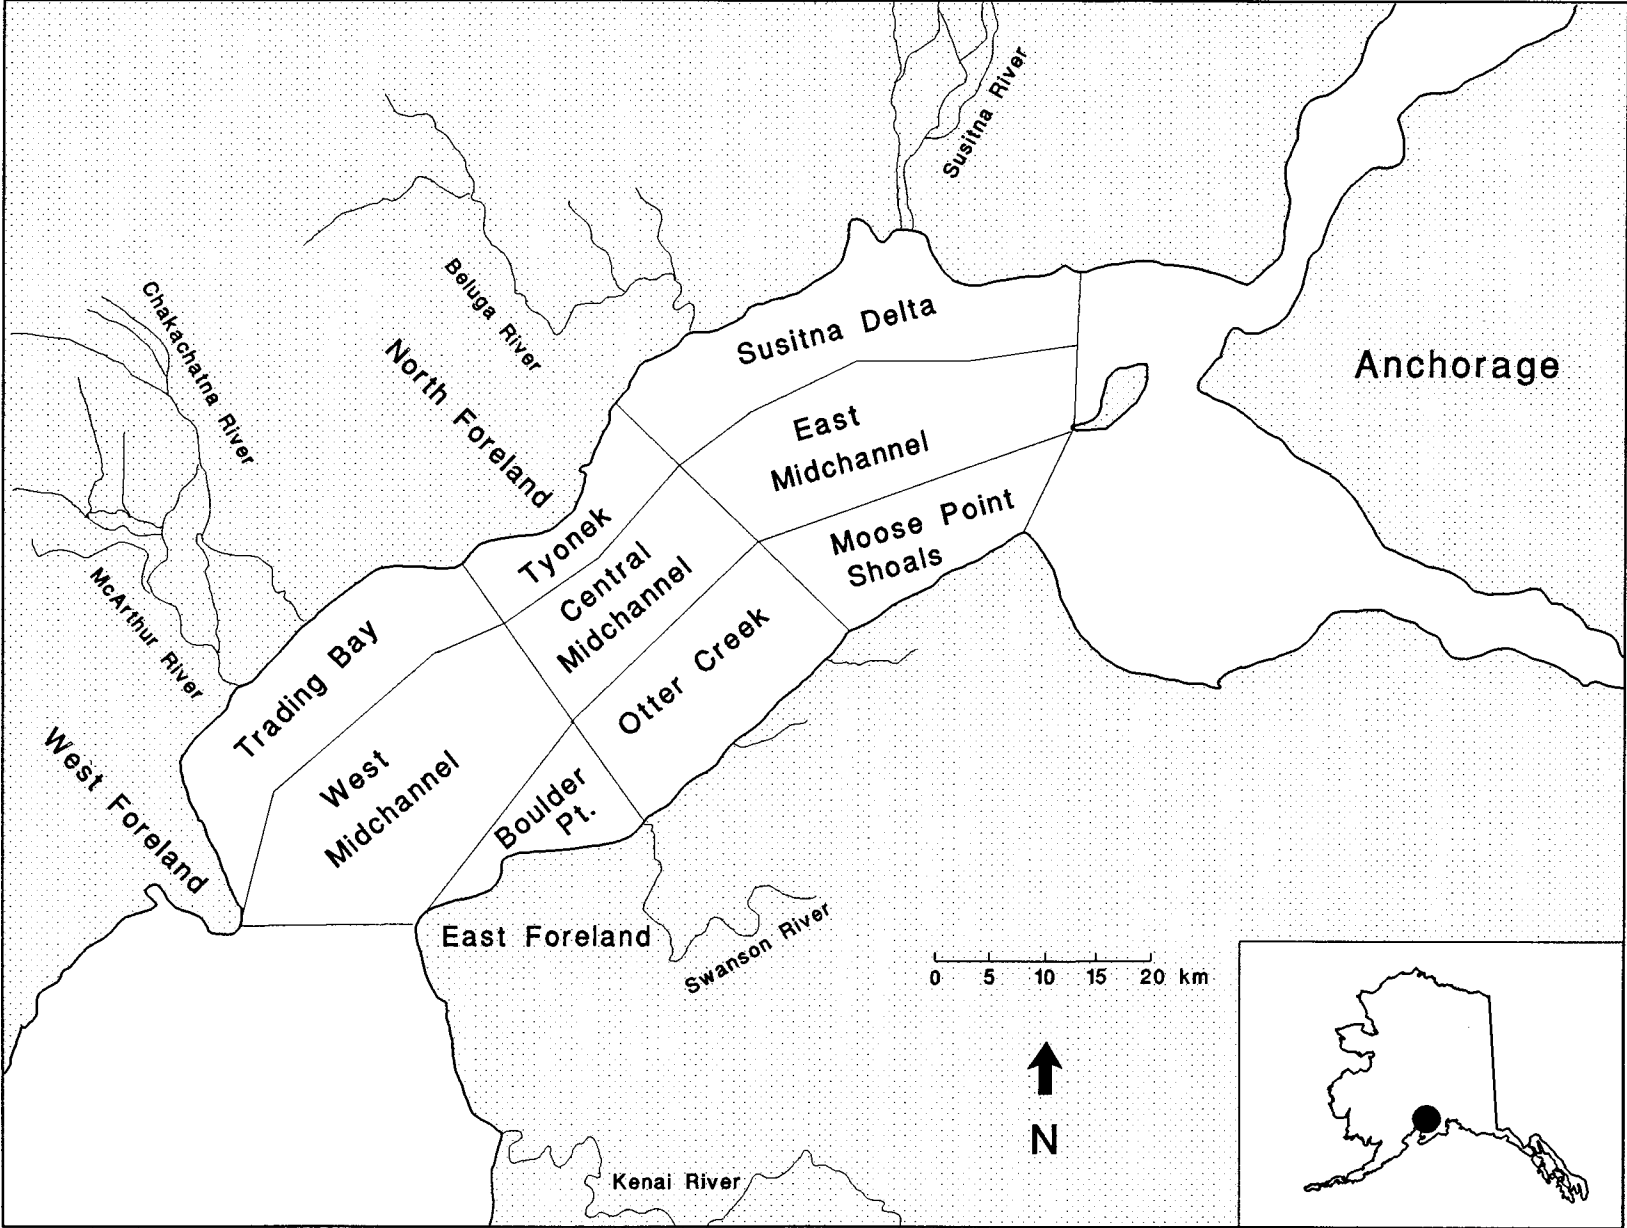 Susitna River
Beluga River
Chakachatna River
North Foreland
Susitna Delta
Anchorage
East
Midchannel
Moose Point
Shoals
Tyonek
Central
Midchannel
McArthur River
Trading Bay
Otter Creek
West Foreland
West
Midchannel
Boulder
Pt.
East Foreland
Swanson River
0 5 10 15 20 km
N
Kenai River